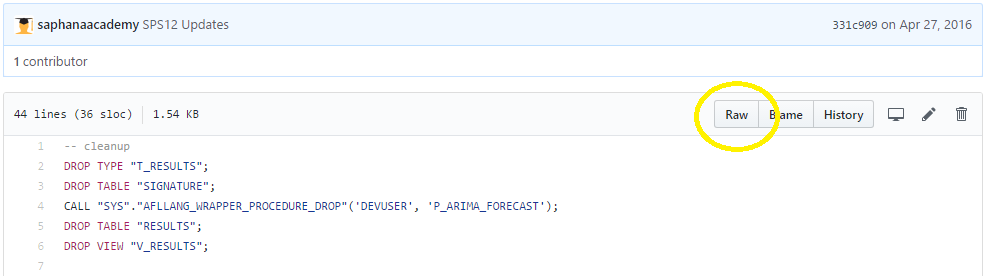 saphanaacademy SPS12 Updates 331c909 on Apr 27, 2016
1 contributor
44 lines (36 sloc) 1.54 KB Raw Blame History
1 -- cleanup
2 DROP TYPE "T_RESULTS";
3 DROP TABLE "SIGNATURE";
4 CALL "SYS"."AFLLANG_WRAPPER_PROCEDURE_DROP"('DEVUSER', 'P_ARIMA_FORECAST');
5 DROP TABLE "RESULTS";
6 DROP VIEW "V_RESULTS";
7